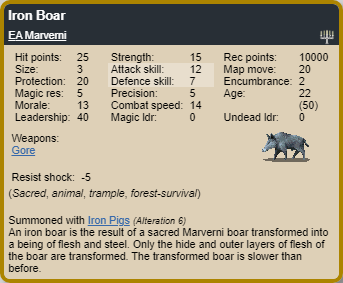 Iron Boar
EA Marverni
Hit points: 25 Strength: 15 Rec points: 10000
Size: 3 Attack skill: 12 Map move: 20
Protection: 20 Defence skill: 7 Encumbrance: 2
Magic res: 5 Precision: 5 Age: 22
Morale: 13 Combat speed: 14 (50)
Leadership: 40 Magic ldr: 0 Undead ldr: 0
Weapons:
Gore
Resist shock: -5
(Sacred, animal, trample, forest-survival)
Summoned with Iron Pigs (Alteration 6)
An iron boar is the result of a sacred Marverni boar transformed into
a being of flesh and steel. Only the hide and outer layers of flesh of
the boar are transformed. The transformed boar is slower than
before.